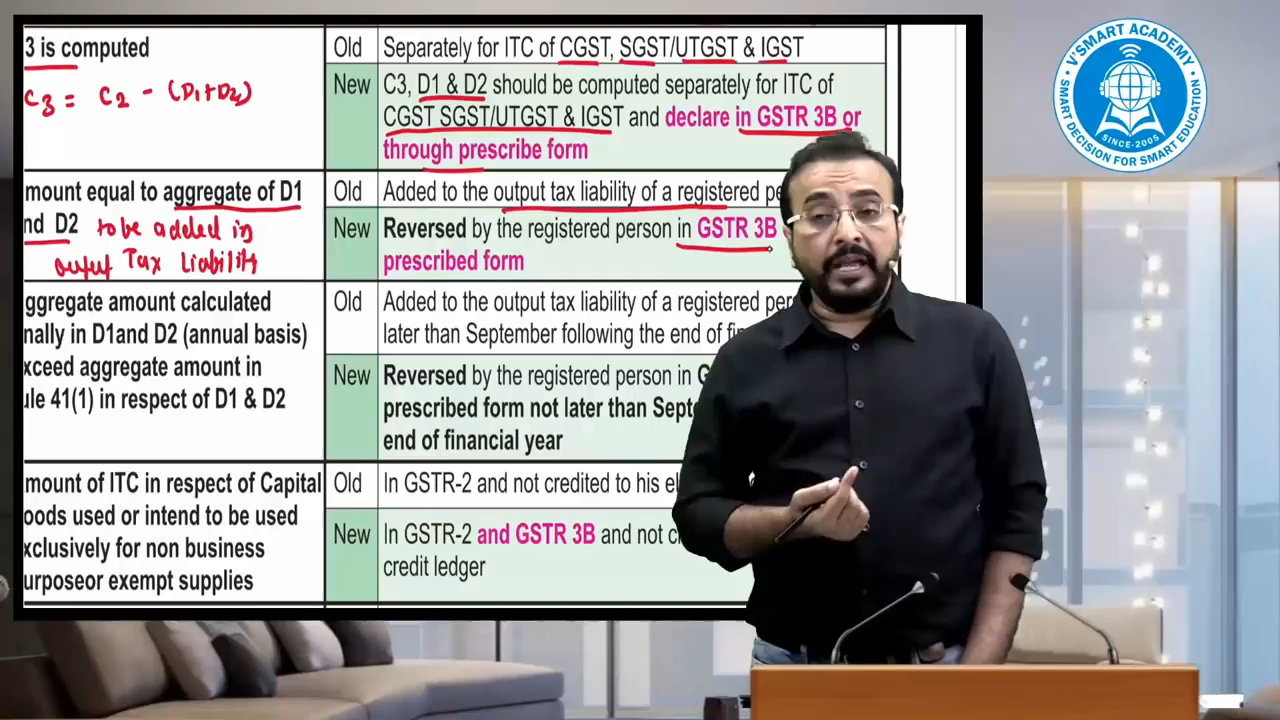 3 is computed
C3 = C2 - (D1+D2)
Old
Separately for ITC of CGST, SGST/UTGST & IGST
New
C3, D1 & D2 should be computed separately for ITC of
CGST SGST/UTGST & IGST and declare in GSTR 3B or
through prescribe form
mount equal to aggregate of D1
nd D2 to be added in
output Tax Liability
Old
Added to the output tax liability of a registered pe
New
Reversed by the registered person in GSTR 3B
prescribed form
ggregate amount calculated
nally in D1and D2 (annual basis)
xceed aggregate amount in
ule 41(1) in respect of D1 & D2
Old
Added to the output tax liability of a registered per
later than September following the end of fi
New
Reversed by the registered person in G
prescribed form not later than Sept
end of financial year
mount of ITC in respect of Capital
oods used or intend to be used
xclusively for non business
urposeor exempt supplies
Old
In GSTR-2 and not credited to his el
New
In GSTR-2 and GSTR 3B and not c
credit ledger
V'SMART ACADEMY
SMART DECISION FOR SMART EDUCATION
SINCE-2005